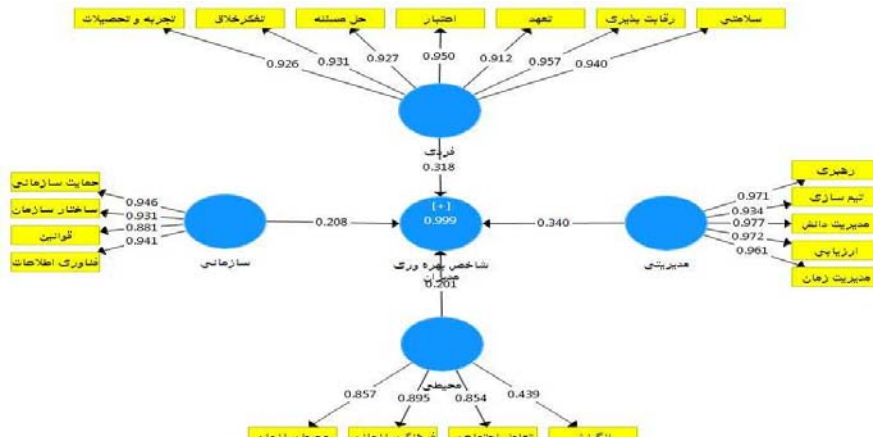 تجربه و تحصیلات
تفکرخلاق
حل مسئله
اعتبار
تعهد
رقابت پذیری
سلامتی
0.926
0.931
0.927
0.950
0.912
0.957
0.940
فردی
0.318
حمایت سازمانی
ساختار سازمان
قوانین
فناوری اطلاعات
0.946
0.931
0.881
0.941
سازمانی
0.208
[+]
0.999
شاخص بهره وری
مدیران
0.340
مدیریتی
رهبری
تیم سازی
مدیریت دانش
ارزیابی
مدیریت زمان
0.971
0.934
0.977
0.972
0.961
0.201
محیطی
0.857
0.895
0.854
0.439